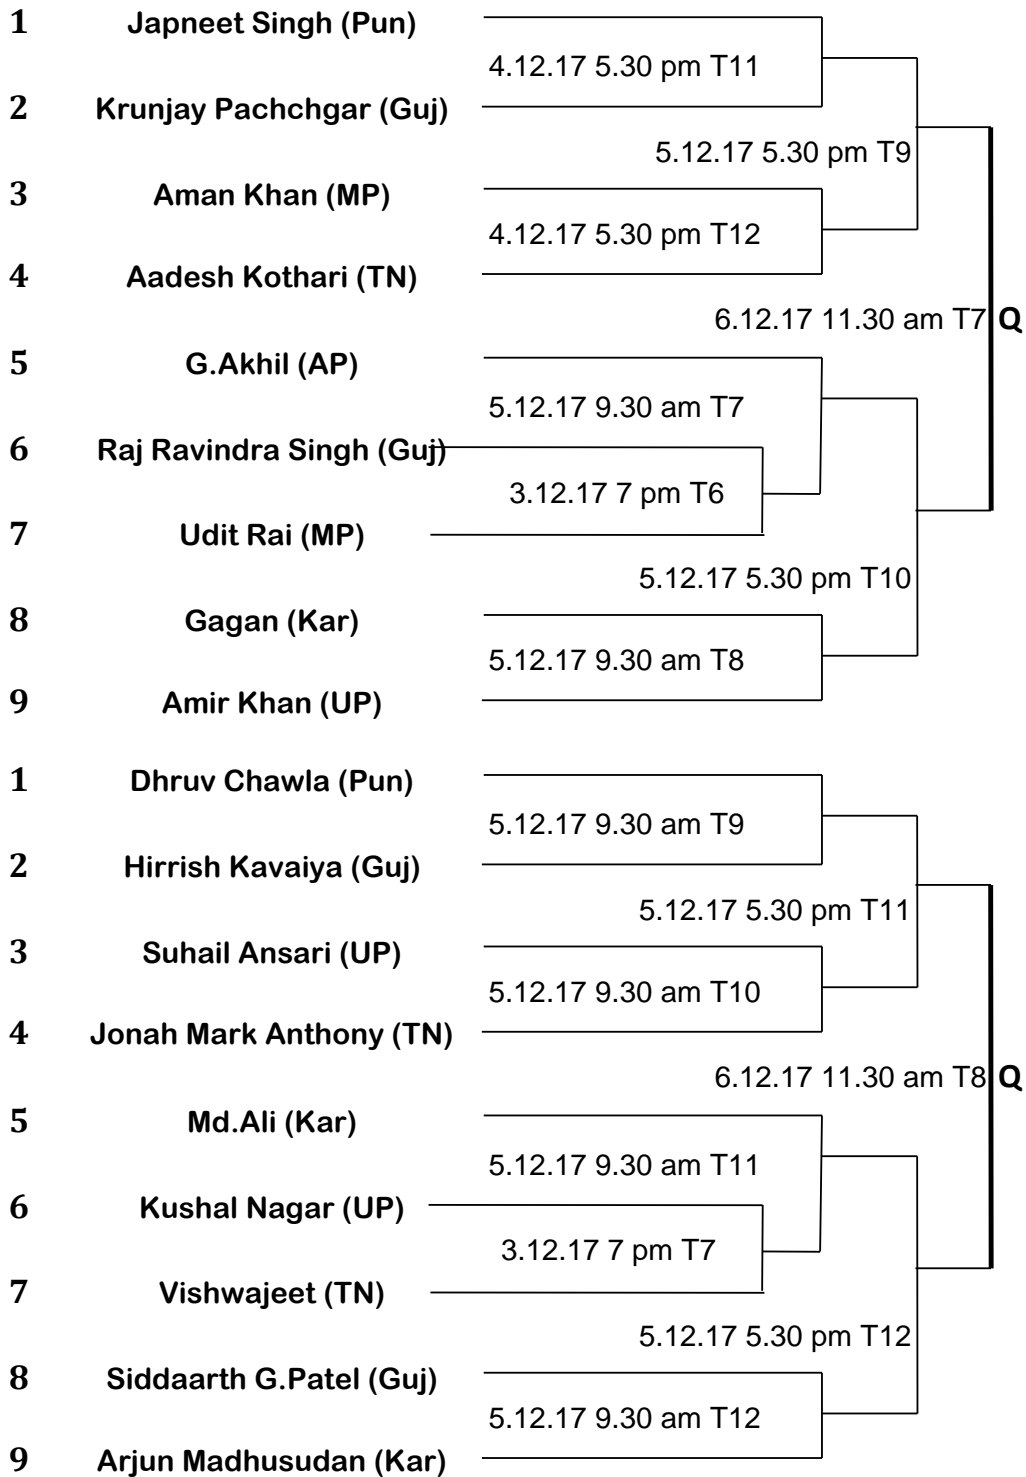 1 Japneet Singh (Pun)
4.12.17 5.30 pm T11
2 Krunjay Pachchgar (Guj)
5.12.17 5.30 pm T9
3 Aman Khan (MP)
4.12.17 5.30 pm T12
4 Aadesh Kothari (TN)
6.12.17 11.30 am T7 Q
5 G.Akhil (AP)
5.12.17 9.30 am T7
6 Raj Ravindra Singh (Guj)
3.12.17 7 pm T6
7 Udit Rai (MP)
5.12.17 5.30 pm T10
8 Gagan (Kar)
5.12.17 9.30 am T8
9 Amir Khan (UP)
1 Dhruv Chawla (Pun)
5.12.17 9.30 am T9
2 Hirrish Kavaiya (Guj)
5.12.17 5.30 pm T11
3 Suhail Ansari (UP)
5.12.17 9.30 am T10
4 Jonah Mark Anthony (TN)
6.12.17 11.30 am T8 Q
5 Md.Ali (Kar)
5.12.17 9.30 am T11
6 Kushal Nagar (UP)
3.12.17 7 pm T7
7 Vishwajeet (TN)
5.12.17 5.30 pm T12
8 Siddaarth G.Patel (Guj)
5.12.17 9.30 am T12
9 Arjun Madhusudan (Kar)